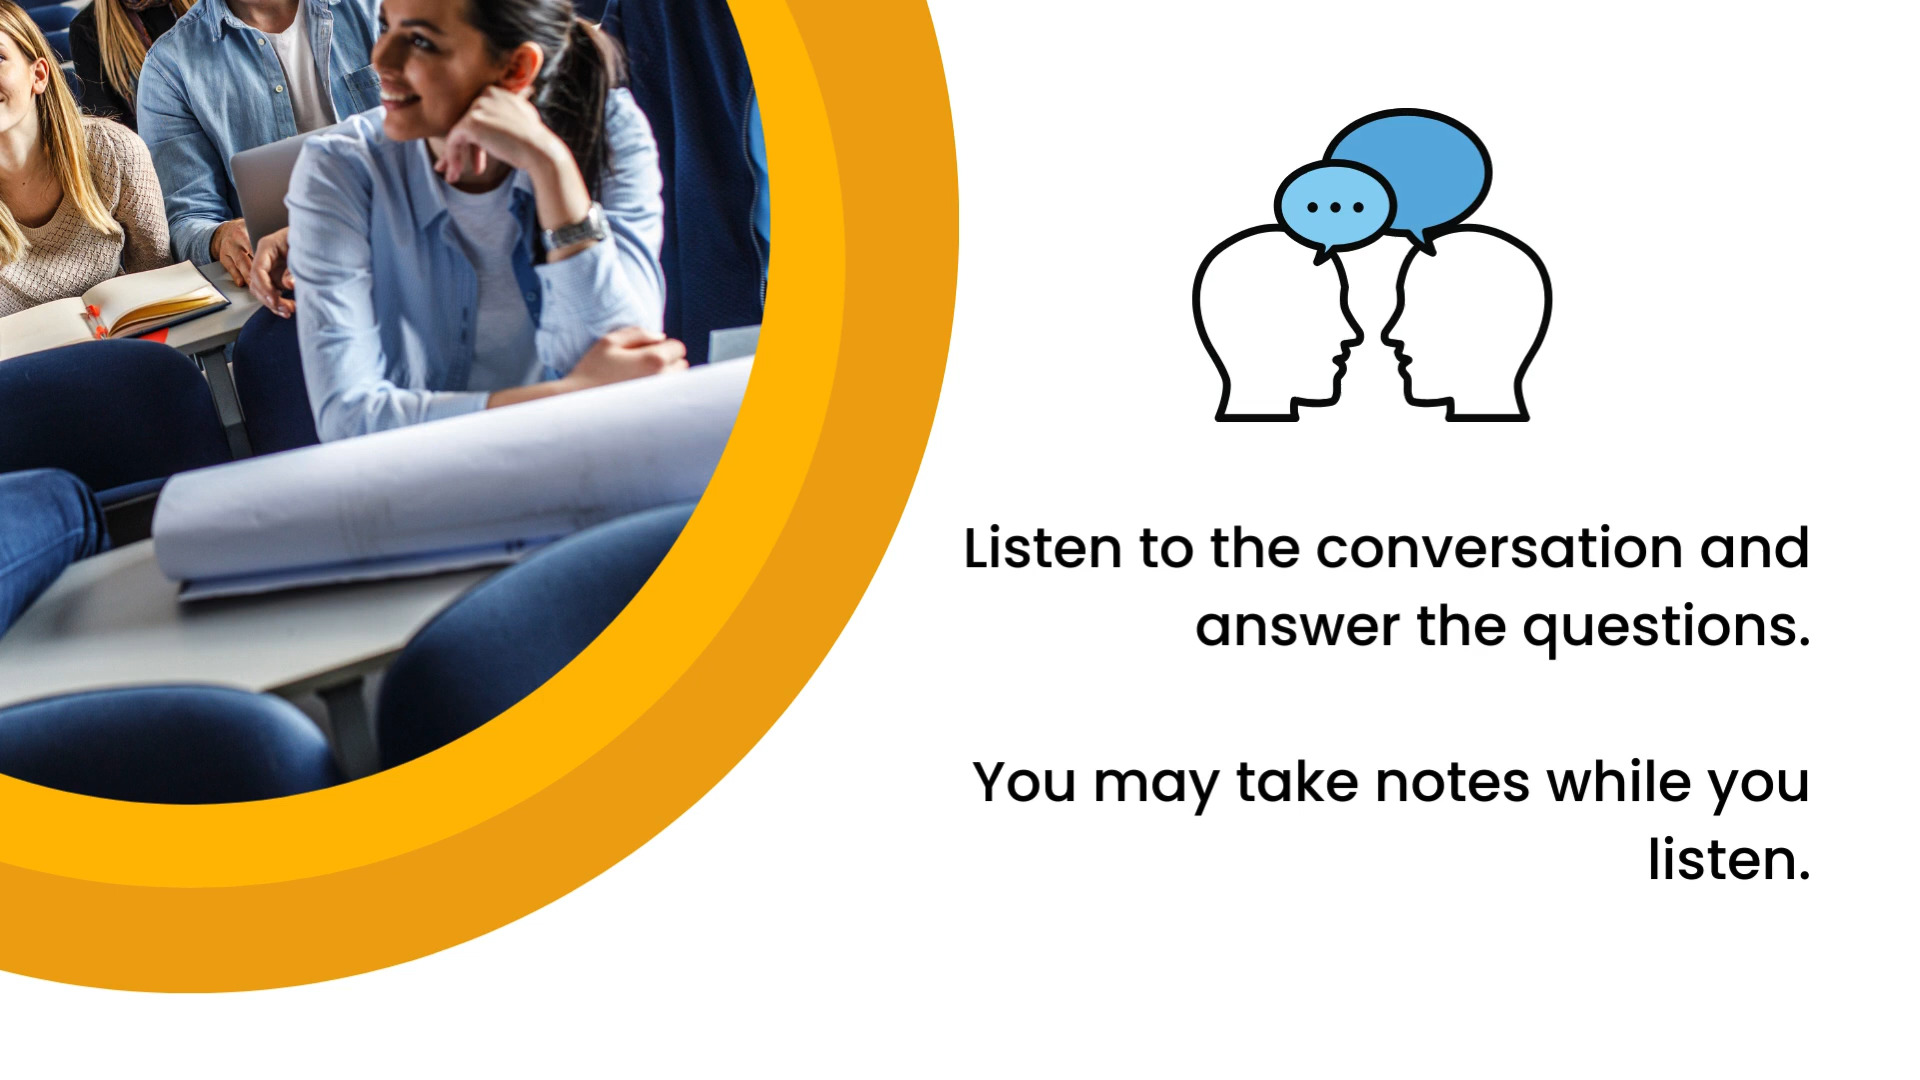 Listen to the conversation and
answer the questions.
You may take notes while you
listen.